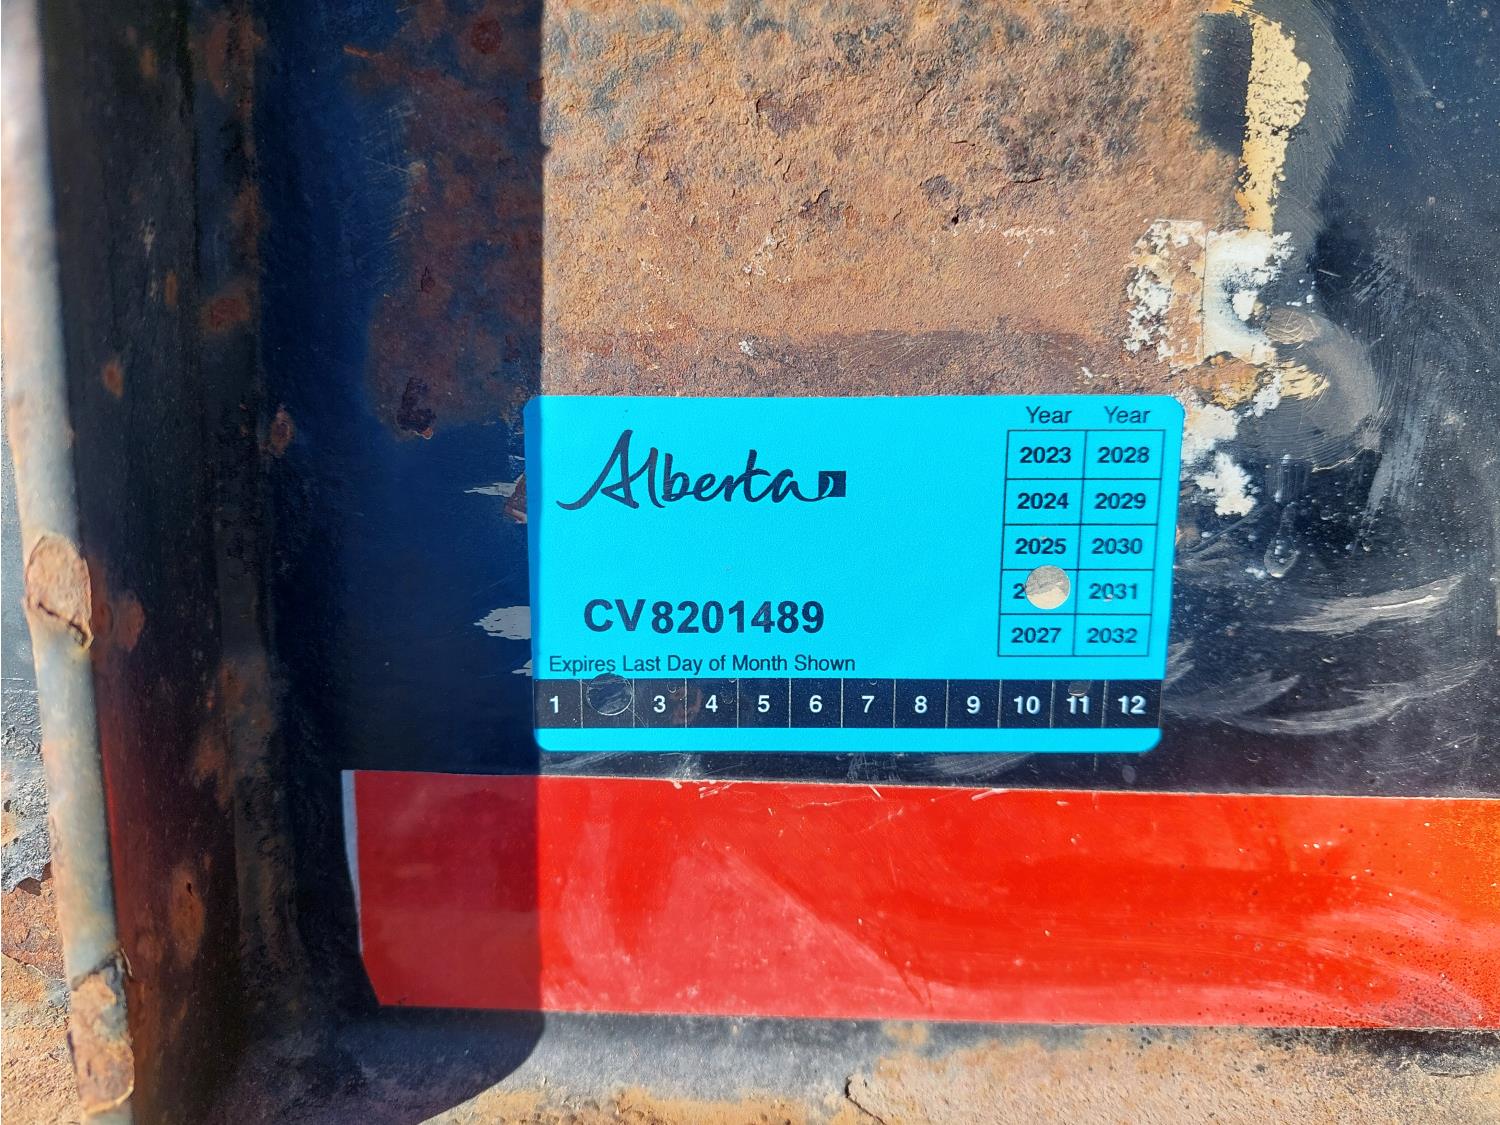 Alberta
Year Year
2023 2028
2024 2029
2025 2030
2031
2027 2032
CV8201489
Expires Last Day of Month Shown
1 3 4 5 6 7 8 9 10 11 12